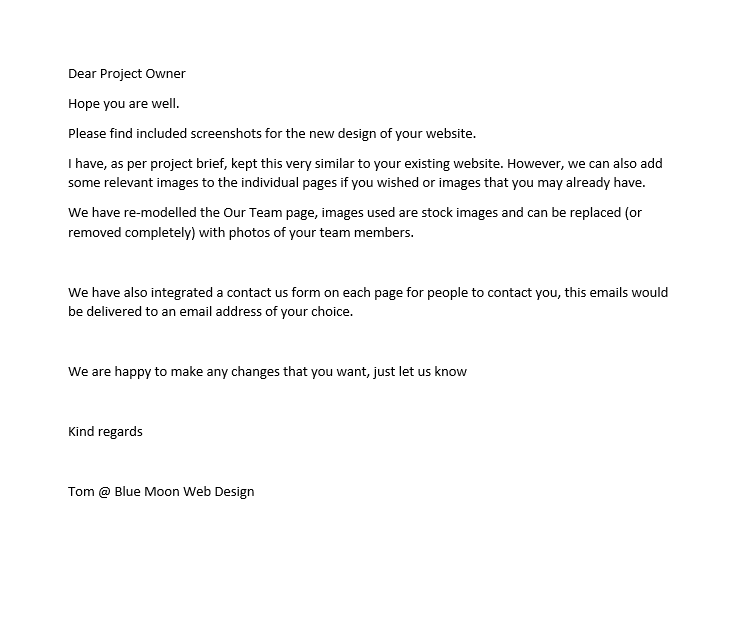 Dear Project Owner
Hope you are well.
Please find included screenshots for the new design of your website.
I have, as per project brief, kept this very similar to your existing website. However, we can also add
some relevant images to the individual pages if you wished or images that you may already have.
We have re-modelled the Our Team page, images used are stock images and can be replaced (or
removed completely) with photos of your team members.
We have also integrated a contact us form on each page for people to contact you, this emails would
be delivered to an email address of your choice.
We are happy to make any changes that you want, just let us know
Kind regards
Tom @ Blue Moon Web Design